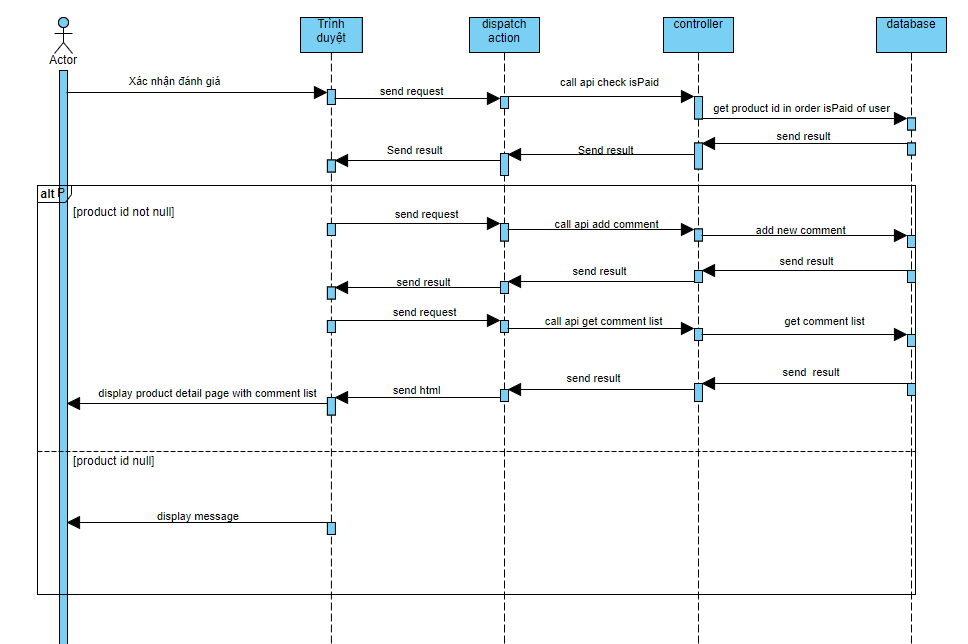 Trình
duyệt
dispatch
action
controller
database
Actor
Xác nhận đánh giá
send request
call api check isPaid
get product id in order isPaid of user
send result
Send result
Send result
alt P
[product id not null]
send request
call api add comment
add new comment
send result
send result
send result
send request
call api get comment list
get comment list
send result
send result
send html
display product detail page with comment list
[product id null]
display message